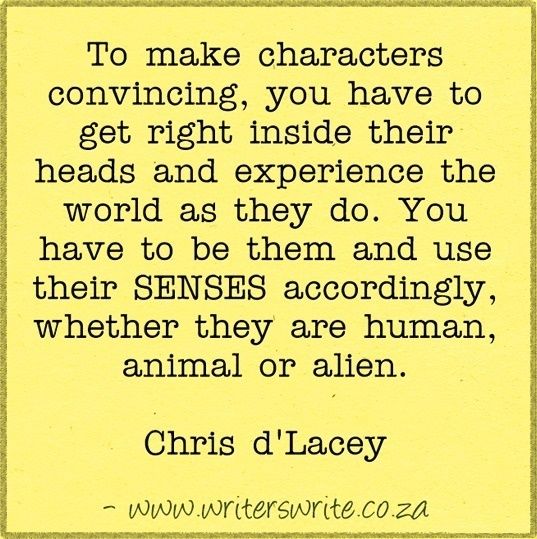 To make characters
convincing, you have to
get right inside their
heads and experience the
world as they do. You
have to be them and use
their SENSES accordingly,
whether they are human,
animal or alien.
Chris d'Lacey
- www.writerswrite.co.za